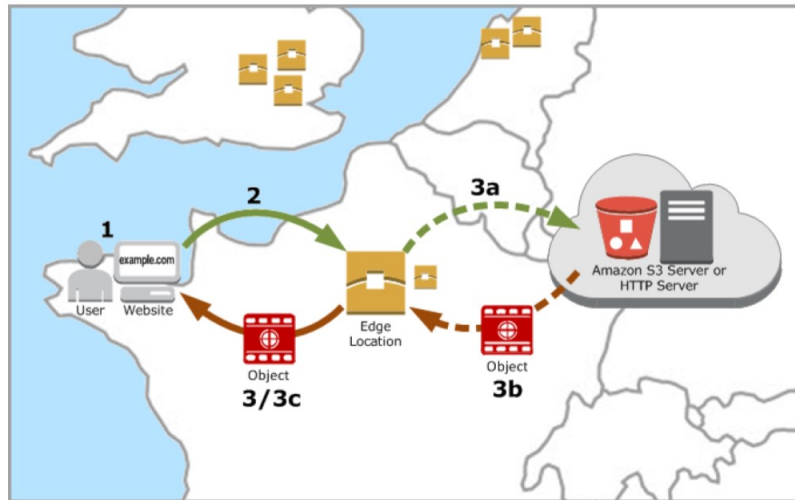 1
2
3a
example.com
User
Website
Edge
Location
Amazon S3 Server or
HTTP Server
Object
3/3c
Object
3b